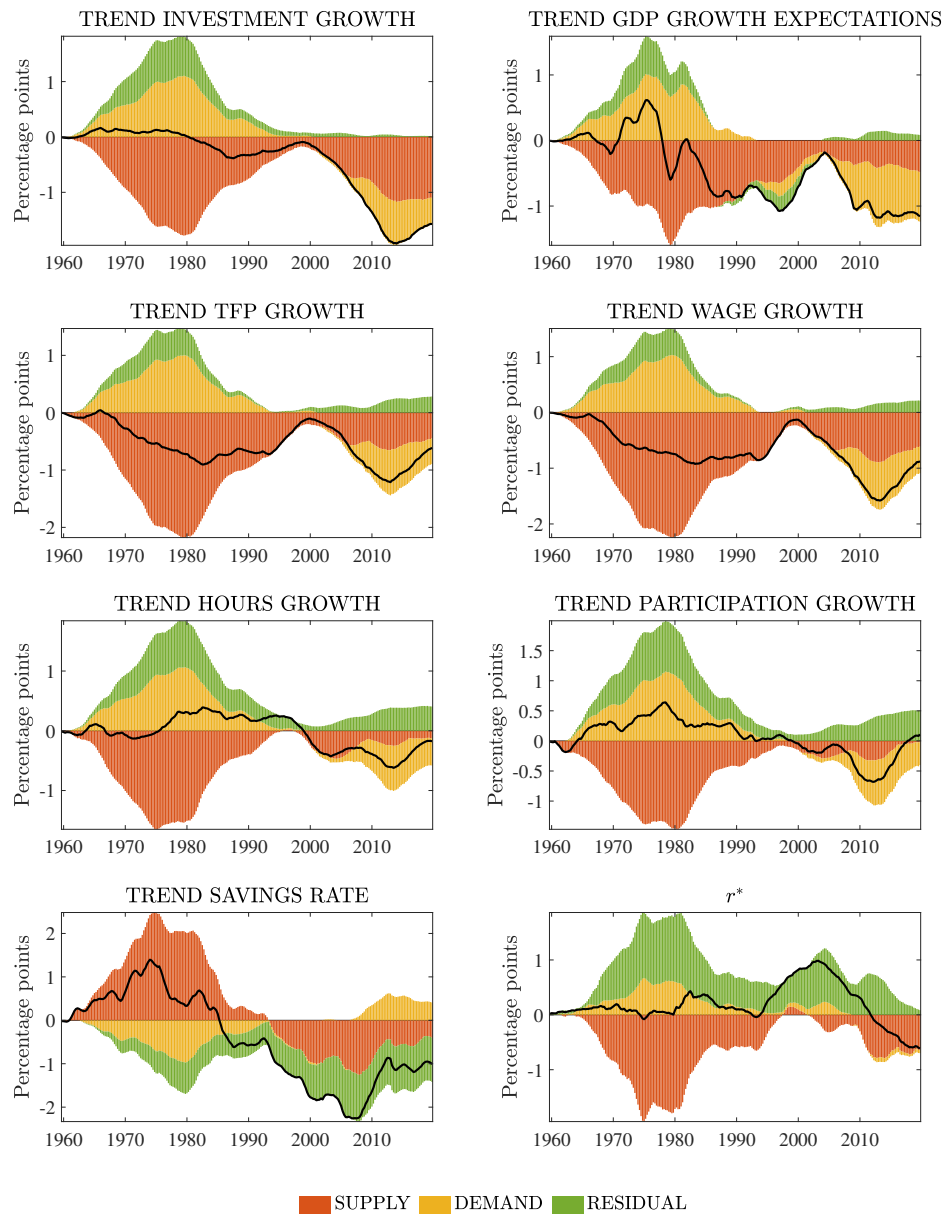 TREND INVESTMENT GROWTH
Percentage points
1
0
-1
1960 1970 1980 1990 2000 2010
TREND GDP GROWTH EXPECTATIONS
Percentage points
1
0
-1
1960 1970 1980 1990 2000 2010
TREND TFP GROWTH
Percentage points
1
0
-1
-2
1960 1970 1980 1990 2000 2010
TREND WAGE GROWTH
Percentage points
1
0
-1
-2
1960 1970 1980 1990 2000 2010
TREND HOURS GROWTH
Percentage points
1
0
-1
1960 1970 1980 1990 2000 2010
TREND PARTICIPATION GROWTH
Percentage points
1.5
1
0.5
0
-0.5
-1
1960 1970 1980 1990 2000 2010
TREND SAVINGS RATE
Percentage points
2
1
0
-1
-2
1960 1970 1980 1990 2000 2010
r*
Percentage points
1
0
-1
1960 1970 1980 1990 2000 2010
SUPPLY DEMAND RESIDUAL